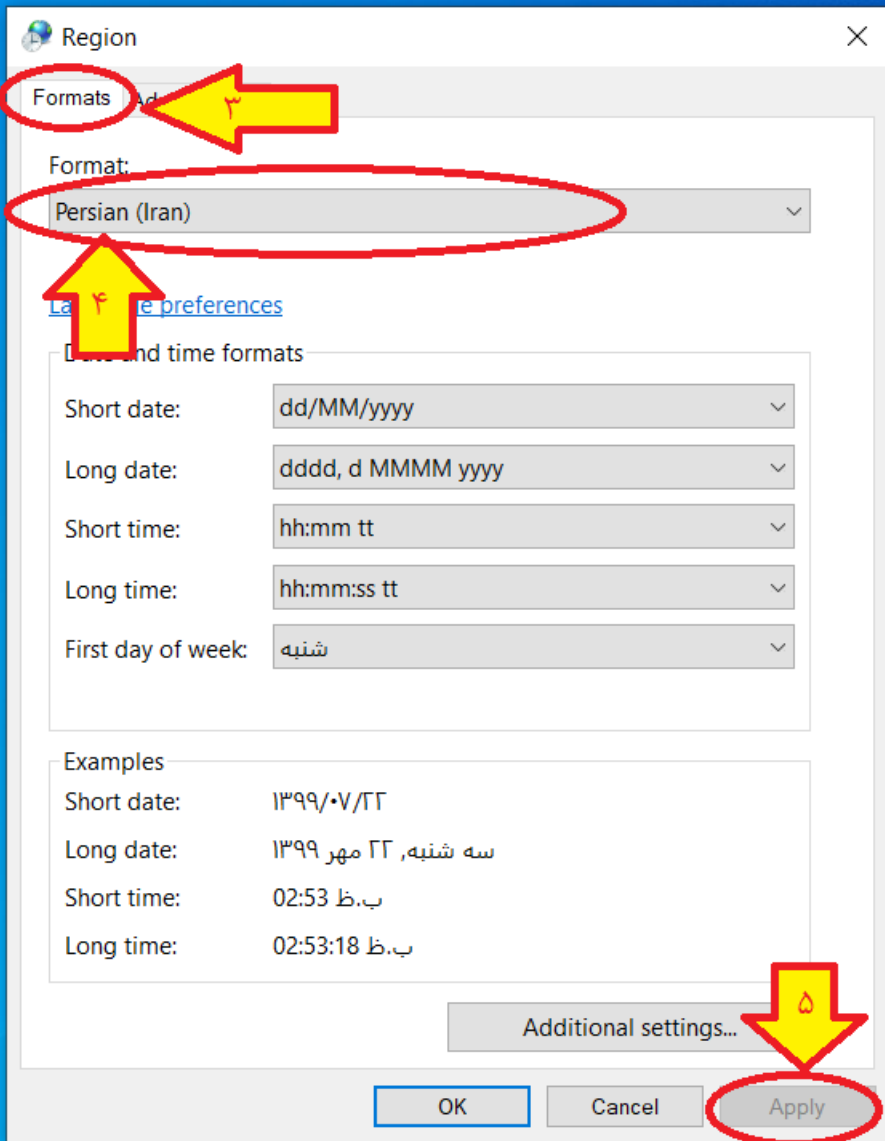 Region
Formats
۳
Format:
Persian (Iran)
۴
preferences
Date and time formats
Short date: dd/MM/yyyy
Long date: dddd, d MMMM yyyy
Short time: hh:mm tt
Long time: hh:mm:ss tt
First day of week: شنبه
Examples
Short date: ۱۳۹۹/۰۷/۲۲
Long date: سه شنبه, ۲۲ مهر ۱۳۹۹
Short time: 02:53 ب.ظ
Long time: 02:53:18 ب.ظ
۵
Additional settings...
OK Cancel Apply